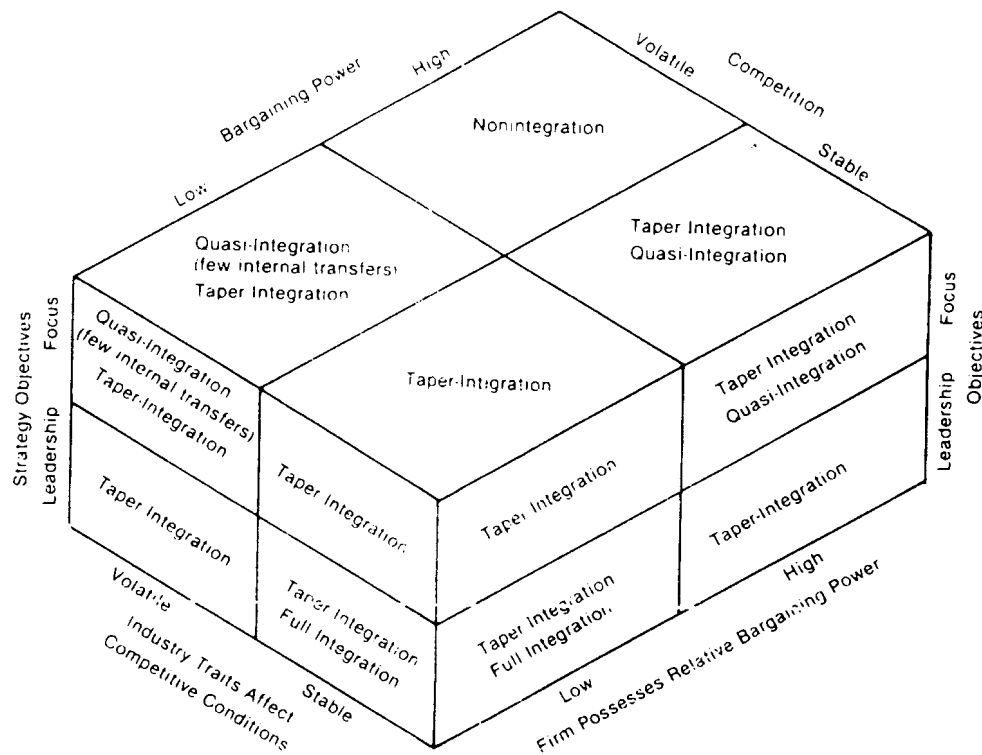 Bargaining Power
High
Low
Volatile
Competition
Stable
Nonintegration
Quasi-Integration
(few internal transfers)
Taper Integration
Taper Integration
Quasi-Integration
Taper-Integration
Strategy Objectives
Focus
Leadership
Quasi-Integration
(few internal transfers)
Taper-Integration
Taper Integration
Taper Integration
Taper Integration
Full Integration
Taper Integration
Taper Integration
Full Integration
Taper Integration
Quasi-Integration
Taper-Integration
Focus
Leadership
Objectives
Volatile
Stable
Industry Traits Affect
Competitive Conditions
Low
High
Firm Possesses Relative Bargaining Power